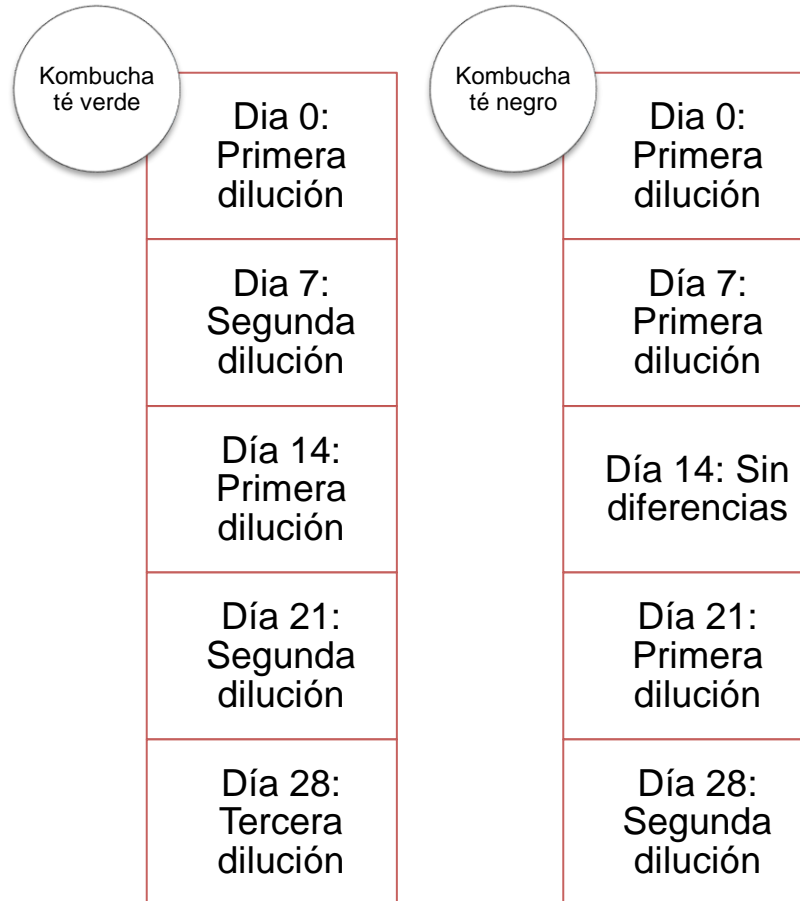 Kombucha
té verde
Dia 0:
Primera
dilución
Dia 7:
Segunda
dilución
Día 14:
Primera
dilución
Día 21:
Segunda
dilución
Día 28:
Tercera
dilución
Kombucha
té negro
Dia 0:
Primera
dilución
Día 7:
Primera
dilución
Día 14: Sin
diferencias
Día 21:
Primera
dilución
Día 28:
Segunda
dilución